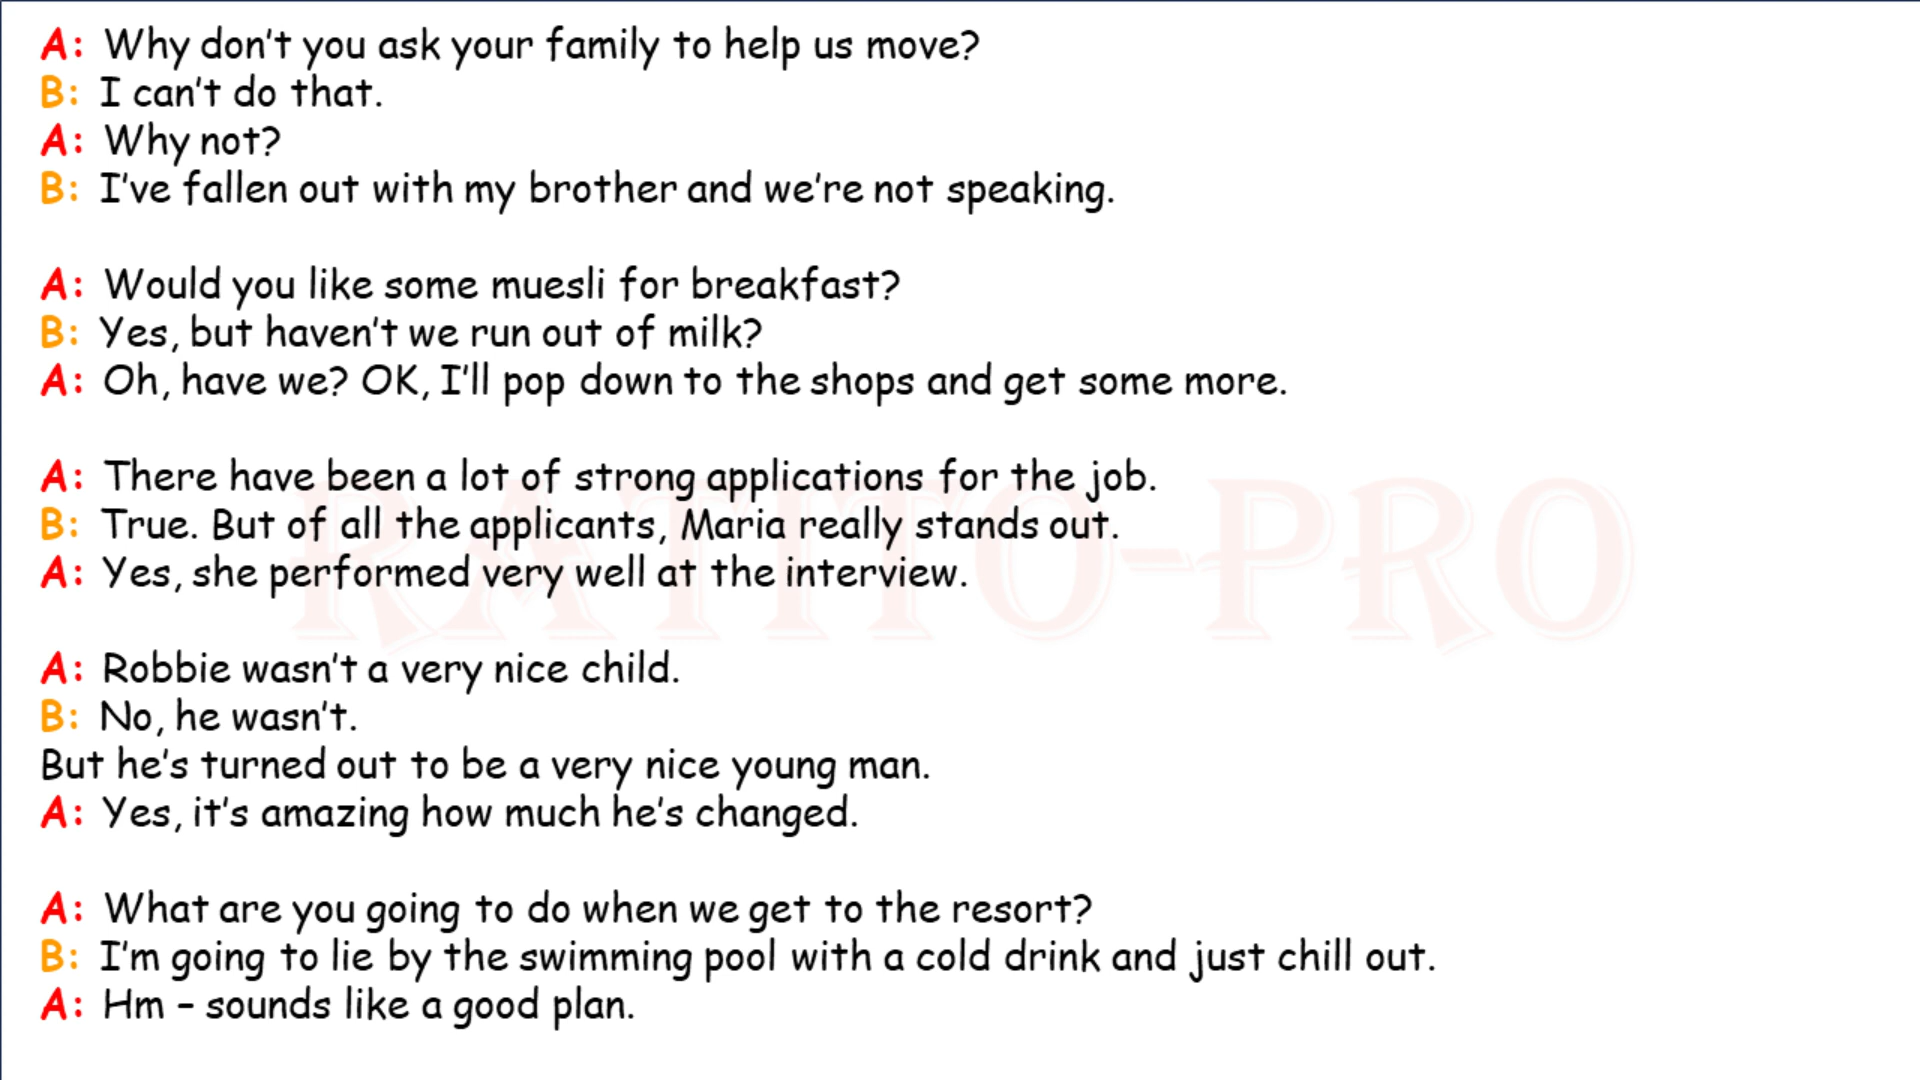 A: Why don't you ask your family to help us move?
B: I can't do that.
A: Why not?
B: I've fallen out with my brother and we're not speaking.
A: Would you like some muesli for breakfast?
B: Yes, but haven't we run out of milk?
A: Oh, have we? OK, I'll pop down to the shops and get some more.
A: There have been a lot of strong applications for the job.
B: True. But of all the applicants, Maria really stands out.
A: Yes, she performed very well at the interview.
RATITO-PRO
A: Robbie wasn't a very nice child.
B: No, he wasn't.
But he's turned out to be a very nice young man.
A: Yes, it's amazing how much he's changed.
A: What are you going to do when we get to the resort?
B: I'm going to lie by the swimming pool with a cold drink and just chill out.
A: Hm – sounds like a good plan.